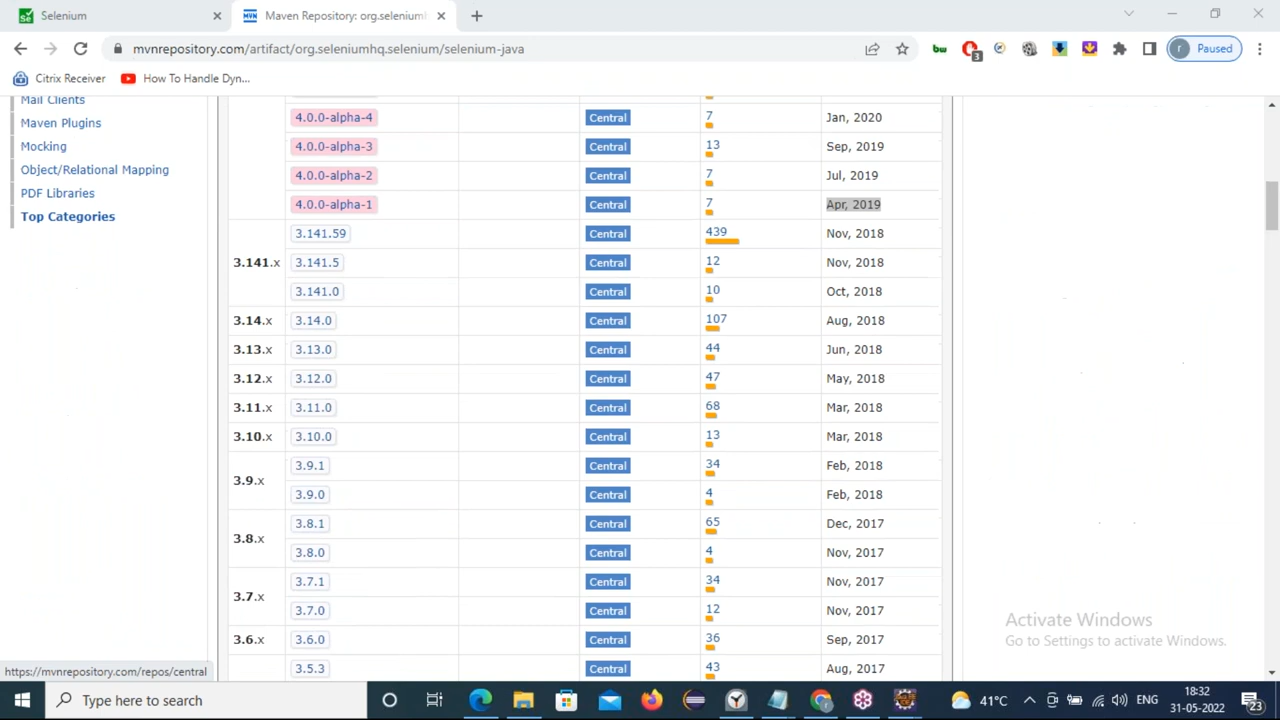 Selenium
Maven Repository: org.seleniumh
mvnrepository.com/artifact/org.seleniumhq.selenium/selenium-java
bw
3
r
Paused
Citrix Receiver
How To Handle Dyn...
Mail Clients
Maven Plugins
Mocking
Object/Relational Mapping
PDF Libraries
Top Categories
4.0.0-alpha-4 Central 7 Jan, 2020
4.0.0-alpha-3 Central 13 Sep, 2019
4.0.0-alpha-2 Central 7 Jul, 2019
4.0.0-alpha-1 Central 7 Apr, 2019
3.141.59 Central 439 Nov, 2018
3.141.x 3.141.5 Central 12 Nov, 2018
3.141.0 Central 10 Oct, 2018
3.14.x 3.14.0 Central 107 Aug, 2018
3.13.x 3.13.0 Central 44 Jun, 2018
3.12.x 3.12.0 Central 47 May, 2018
3.11.x 3.11.0 Central 68 Mar, 2018
3.10.x 3.10.0 Central 13 Mar, 2018
3.9.x 3.9.1 Central 34 Feb, 2018
3.9.0 Central 4 Feb, 2018
3.8.x 3.8.1 Central 65 Dec, 2017
3.8.0 Central 4 Nov, 2017
3.7.x 3.7.1 Central 34 Nov, 2017
3.7.0 Central 12 Nov, 2017
3.6.x 3.6.0 Central 36 Sep, 2017
3.5.3 Central 43 Aug, 2017
Activate Windows
Go to Settings to activate Windows.
https://mvnrepository.com/repos/central
Type here to search
41°C
ENG
18:32
31-05-2022
23